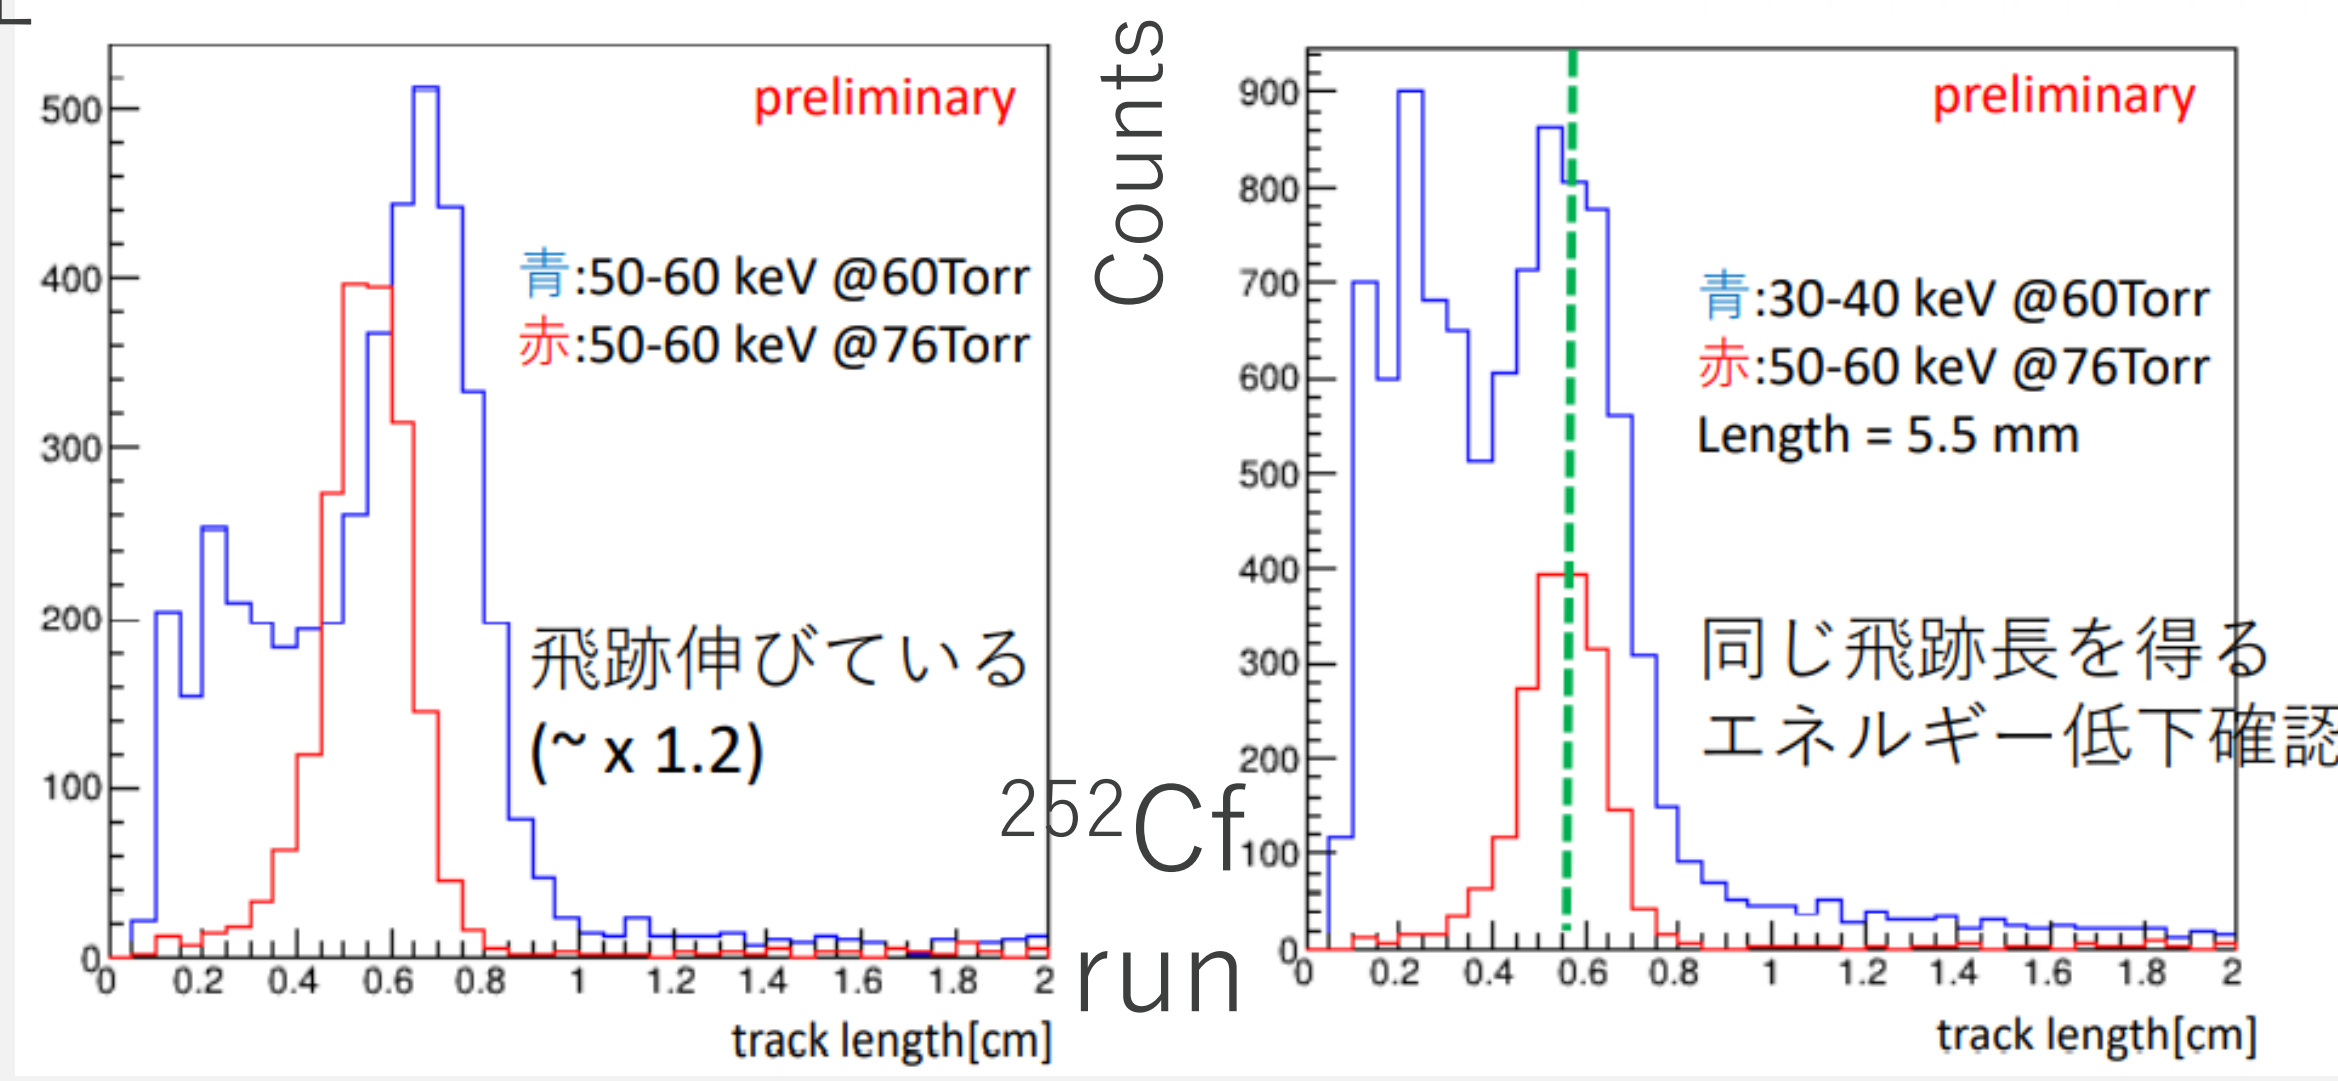 preliminary
500
400
300
200
100
0
青:50-60 keV @60Torr
赤:50-60 keV @76Torr
飛跡伸びている
(~ x 1.2)
0 0.2 0.4 0.6 0.8 1 1.2 1.4 1.6 1.8 2
track length[cm]
Counts
²⁵²Cf
run
preliminary
900
800
700
600
500
400
300
200
100
0
青:30-40 keV @60Torr
赤:50-60 keV @76Torr
Length = 5.5 mm
同じ飛跡長を得る
エネルギー低下確認
0 0.2 0.4 0.6 0.8 1 1.2 1.4 1.6 1.8 2
track length[cm]